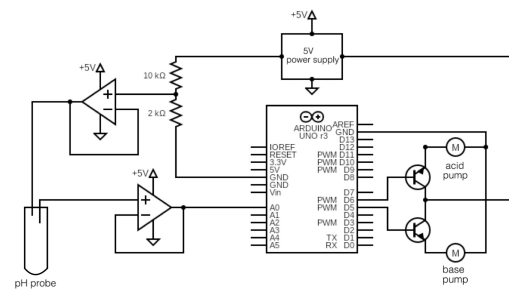 +5V
5V
power supply
+5V
10 kΩ
2 kΩ
ARDUINO
UNO r3
AREF
GND
D13
IOREF
D12
RESET
PWM D11
3.3V
PWM D10
5V
PWM D9
GND
D8
GND
Vin
D7
PWM D6
A0
PWM D5
A1
D4
A2
PWM D3
A3
D2
A4
TX D1
A5
RX D0
+5V
M
acid
pump
M
base
pump
pH probe